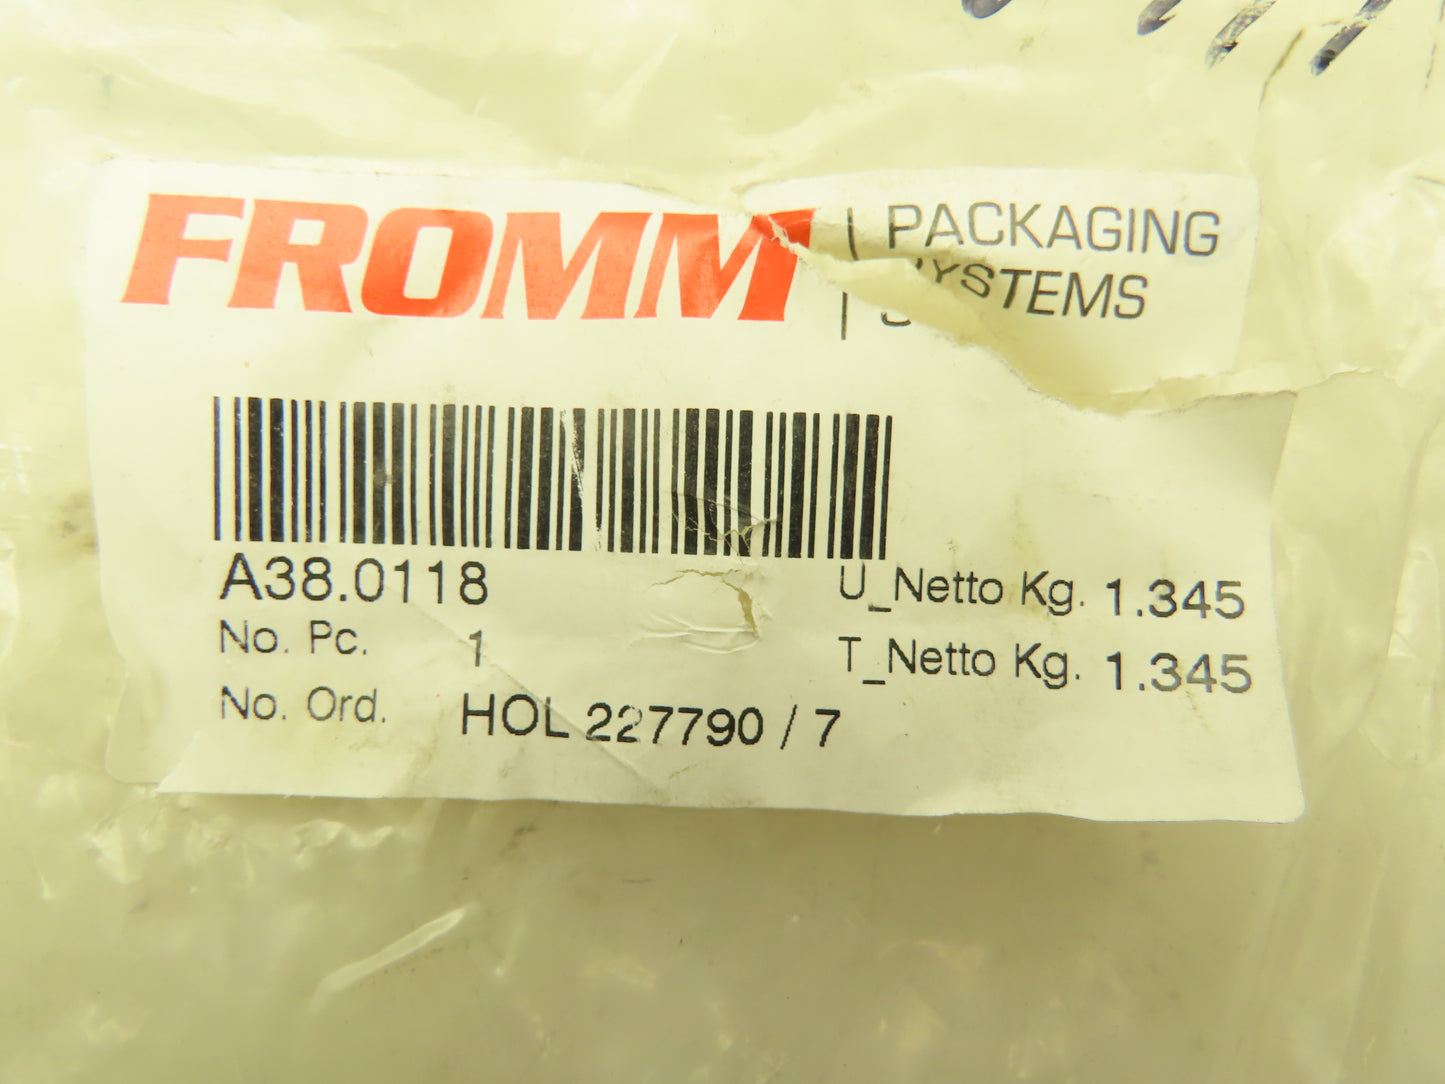 FROMM
PACKAGING
SYSTEMS
A38.0118
No. Pc. 1
No. Ord. HOL 227790 / 7
U_Netto Kg. 1.345
T_Netto Kg. 1.345